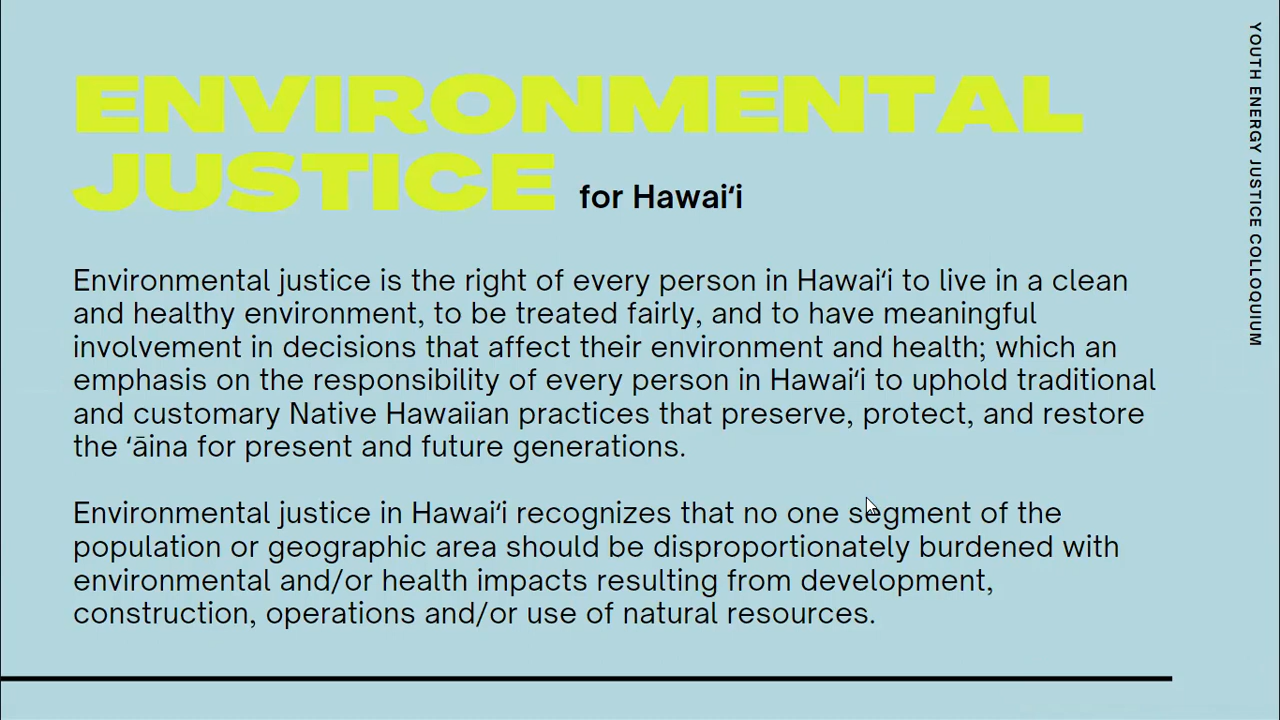 ENVIRONMENTAL
JUSTICE for Hawaiʻi
Environmental justice is the right of every person in Hawaiʻi to live in a clean
and healthy environment, to be treated fairly, and to have meaningful
involvement in decisions that affect their environment and health; which an
emphasis on the responsibility of every person in Hawaiʻi to uphold traditional
and customary Native Hawaiian practices that preserve, protect, and restore
the ʻāina for present and future generations.
Environmental justice in Hawaiʻi recognizes that no one segment of the
population or geographic area should be disproportionately burdened with
environmental and/or health impacts resulting from development,
construction, operations and/or use of natural resources.
YOUTH ENERGY JUSTICE COLLOQUIUM